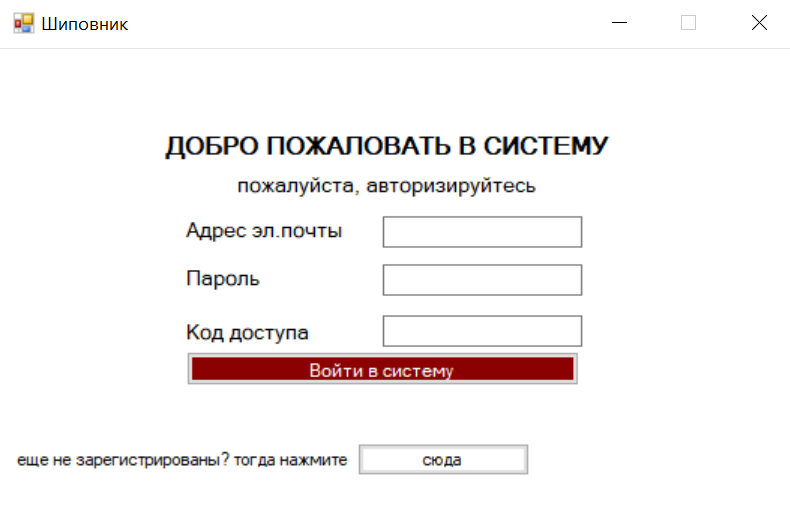 Шиповник
ДОБРО ПОЖАЛОВАТЬ В СИСТЕМУ
пожалуйста, авторизируйтесь
Адрес эл.почты
Пароль
Код доступа
Войти в систему
еще не зарегистрированы? тогда нажмите сюда